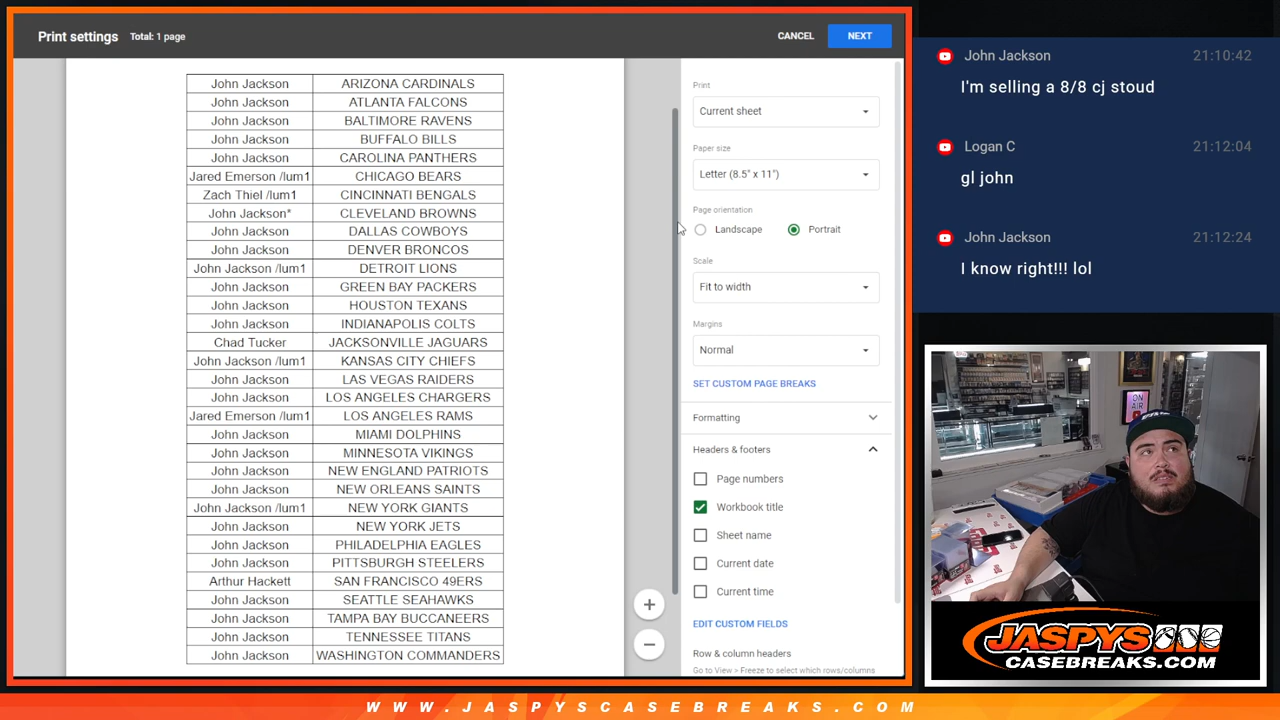 Print settings Total: 1 page CANCEL NEXT
John Jackson ARIZONA CARDINALS
John Jackson ATLANTA FALCONS
John Jackson BALTIMORE RAVENS
John Jackson BUFFALO BILLS
John Jackson CAROLINA PANTHERS
Jared Emerson /lum1 CHICAGO BEARS
Zach Thiel /lum1 CINCINNATI BENGALS
John Jackson* CLEVELAND BROWNS
John Jackson DALLAS COWBOYS
John Jackson DENVER BRONCOS
John Jackson /lum1 DETROIT LIONS
John Jackson GREEN BAY PACKERS
John Jackson HOUSTON TEXANS
John Jackson INDIANAPOLIS COLTS
Chad Tucker JACKSONVILLE JAGUARS
John Jackson /lum1 KANSAS CITY CHIEFS
John Jackson LAS VEGAS RAIDERS
John Jackson LOS ANGELES CHARGERS
Jared Emerson /lum1 LOS ANGELES RAMS
John Jackson MIAMI DOLPHINS
John Jackson MINNESOTA VIKINGS
John Jackson NEW ENGLAND PATRIOTS
John Jackson NEW ORLEANS SAINTS
John Jackson /lum1 NEW YORK GIANTS
John Jackson NEW YORK JETS
John Jackson PHILADELPHIA EAGLES
John Jackson PITTSBURGH STEELERS
Arthur Hackett SAN FRANCISCO 49ERS
John Jackson SEATTLE SEAHAWKS
John Jackson TAMPA BAY BUCCANEERS
John Jackson TENNESSEE TITANS
John Jackson WASHINGTON COMMANDERS
Print
Current sheet
Paper size
Letter (8.5" x 11")
Page orientation
Landscape Portrait
Scale
Fit to width
Margins
Normal
SET CUSTOM PAGE BREAKS
Formatting
Headers & footers
Page numbers
Workbook title
Sheet name
Current date
Current time
EDIT CUSTOM FIELDS
Row & column headers
Go to View > Freeze to select which rows/columns
John Jackson 21:10:42
I'm selling a 8/8 cj stoud
Logan C 21:12:04
gl john
John Jackson 21:12:24
I know right!!! lol
ON AIR
JASPYS
CASEBREAKS.COM
WWW.JASPYSCASEBREAKS.COM